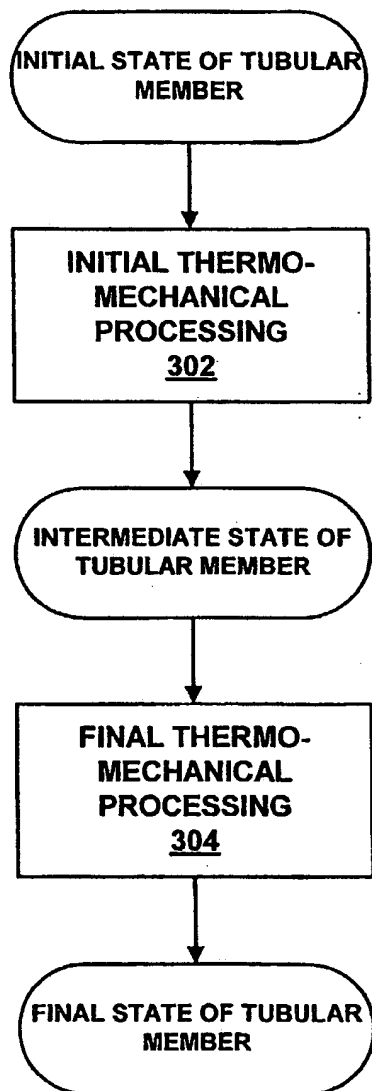 INITIAL STATE OF TUBULAR
MEMBER
INITIAL THERMO-
MECHANICAL
PROCESSING
302
INTERMEDIATE STATE OF
TUBULAR MEMBER
FINAL THERMO-
MECHANICAL
PROCESSING
304
FINAL STATE OF TUBULAR
MEMBER